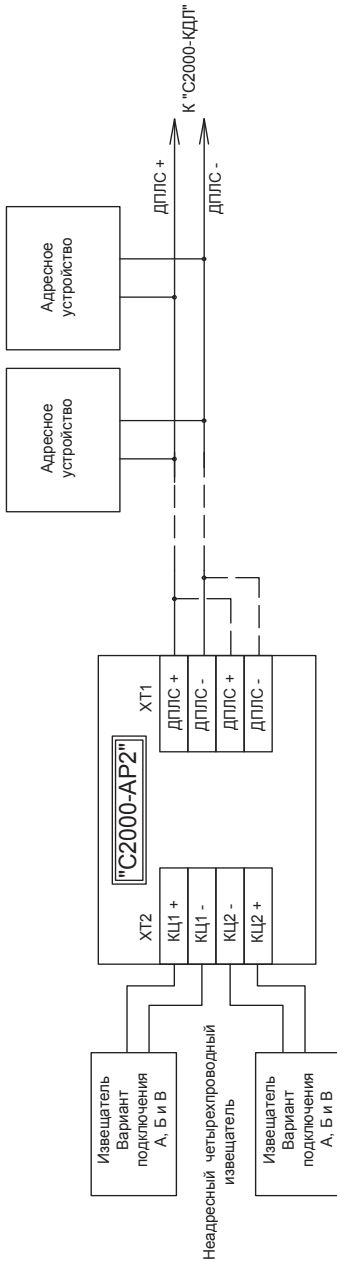 Адресное
устройство
Адресное
устройство
ДПЛС +
К "С2000-КДЛ"
ДПЛС -
"С2000-АР2"
ХТ2
ХТ1
КЦ1 +
КЦ1 -
КЦ2 -
КЦ2 +
ДПЛС +
ДПЛС -
ДПЛС +
ДПЛС -
Извещатель
Вариант
подключения
А, Б и В
Неадресный четырехпроводный
извещатель
Извещатель
Вариант
подключения
А, Б и В